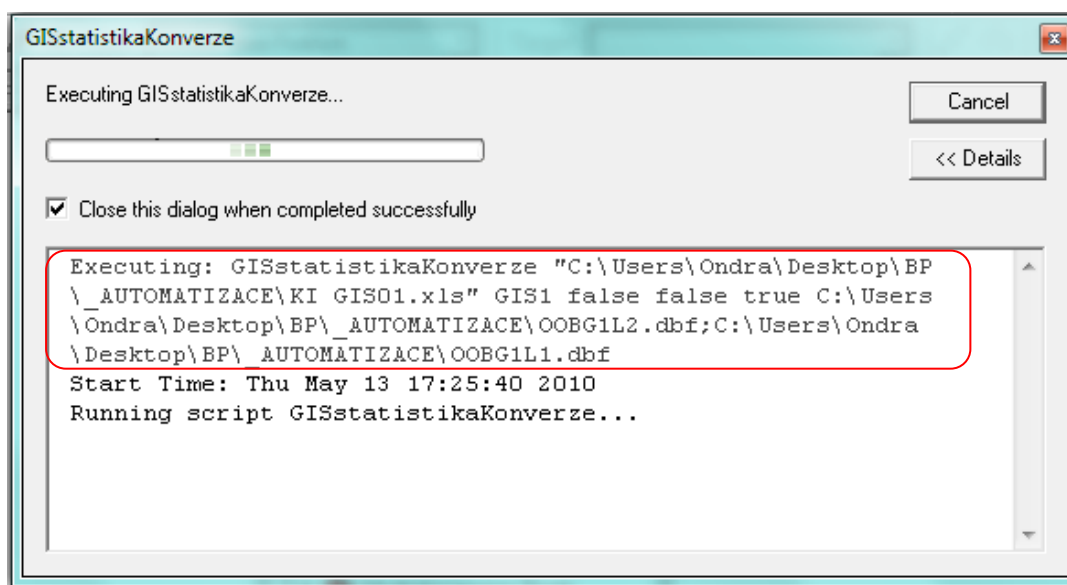 GISstatistikaKonverze
Executing GISstatistikaKonverze...
Cancel
<< Details
Close this dialog when completed successfully
Executing: GISstatistikaKonverze "C:\Users\Ondra\Desktop\BP
\_AUTOMATIZACE\KI GIS01.xls" GIS1 false false true C:\Users
\Ondra\Desktop\BP\_AUTOMATIZACE\OOBG1L2.dbf;C:\Users\Ondra
\Desktop\BP\_AUTOMATIZACE\OOBG1L1.dbf
Start Time: Thu May 13 17:25:40 2010
Running script GISstatistikaKonverze...